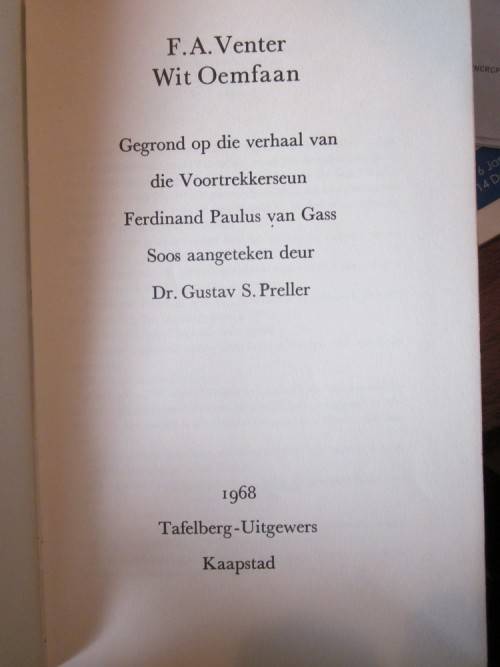 F.A.Venter
Wit Oemfaan
Gegrond op die verhaal van
die Voortrekkerseun
Ferdinand Paulus van Gass
Soos aangeteken deur
Dr. Gustav S. Preller
1968
Tafelberg-Uitgewers
Kaapstad